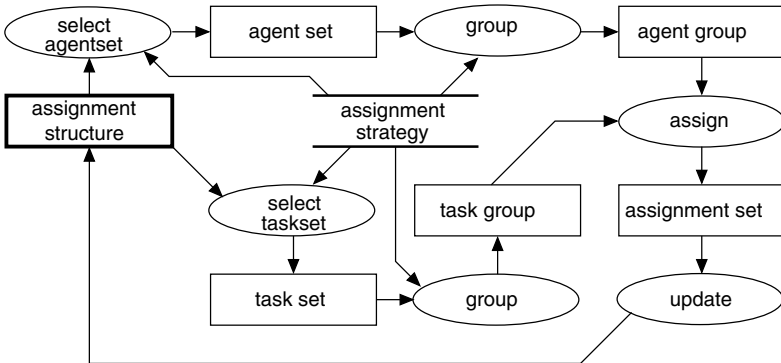 select
agentset
agent set
group
agent group
assignment
structure
assignment
strategy
assign
select
taskset
task group
assignment set
task set
group
update